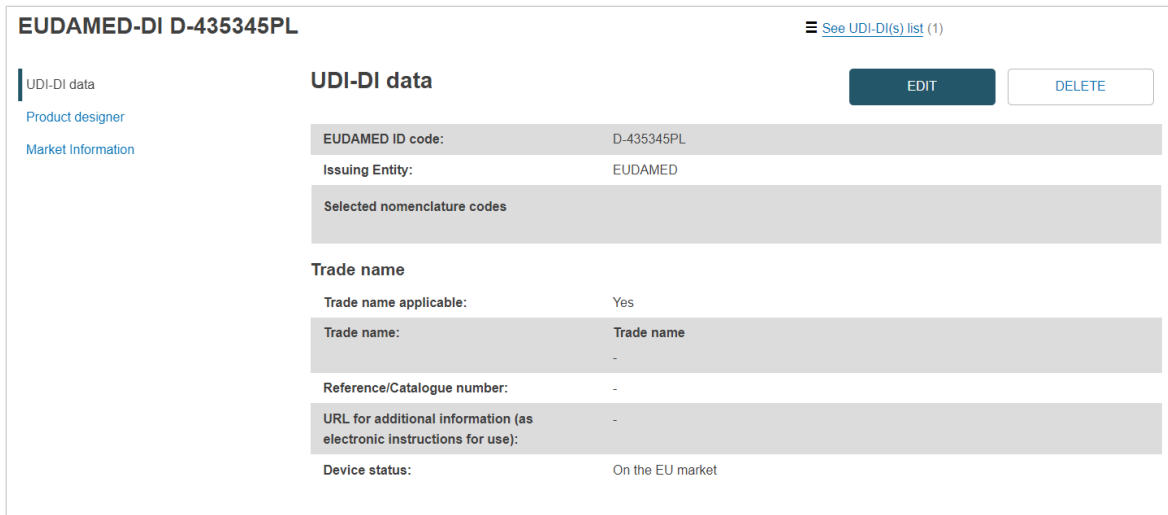 EUDAMED-DI D-435345PL
☰ See UDI-DI(s) list (1)
UDI-DI data
Product designer
Market Information
UDI-DI data
EDIT
DELETE
EUDAMED ID code: D-435345PL
Issuing Entity: EUDAMED
Selected nomenclature codes
Trade name
Trade name applicable: Yes
Trade name: Trade name
-
Reference/Catalogue number: -
URL for additional information (as -
electronic instructions for use):
Device status: On the EU market